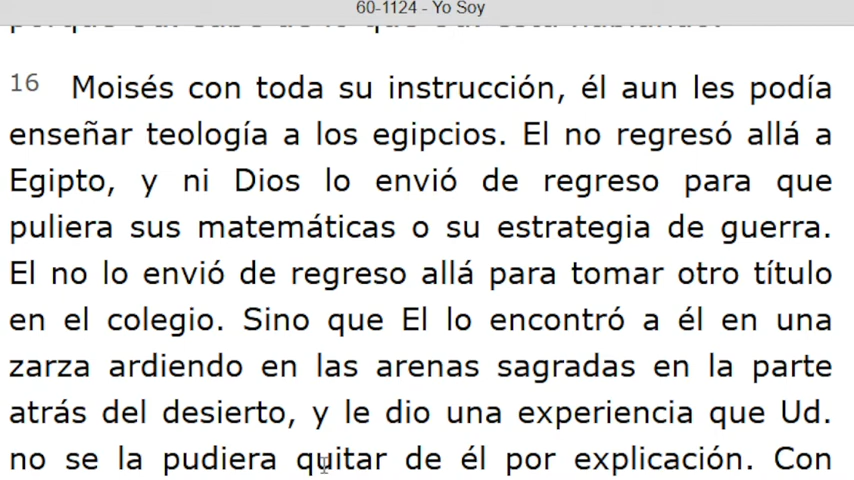 60-1124 - Yo Soy
16 Moisés con toda su instrucción, él aun les podía
enseñar teología a los egipcios. El no regresó allá a
Egipto, y ni Dios lo envió de regreso para que
puliera sus matemáticas o su estrategia de guerra.
El no lo envió de regreso allá para tomar otro título
en el colegio. Sino que El lo encontró a él en una
zarza ardiendo en las arenas sagradas en la parte
atrás del desierto, y le dio una experiencia que Ud.
no se la pudiera quitar de él por explicación. Con